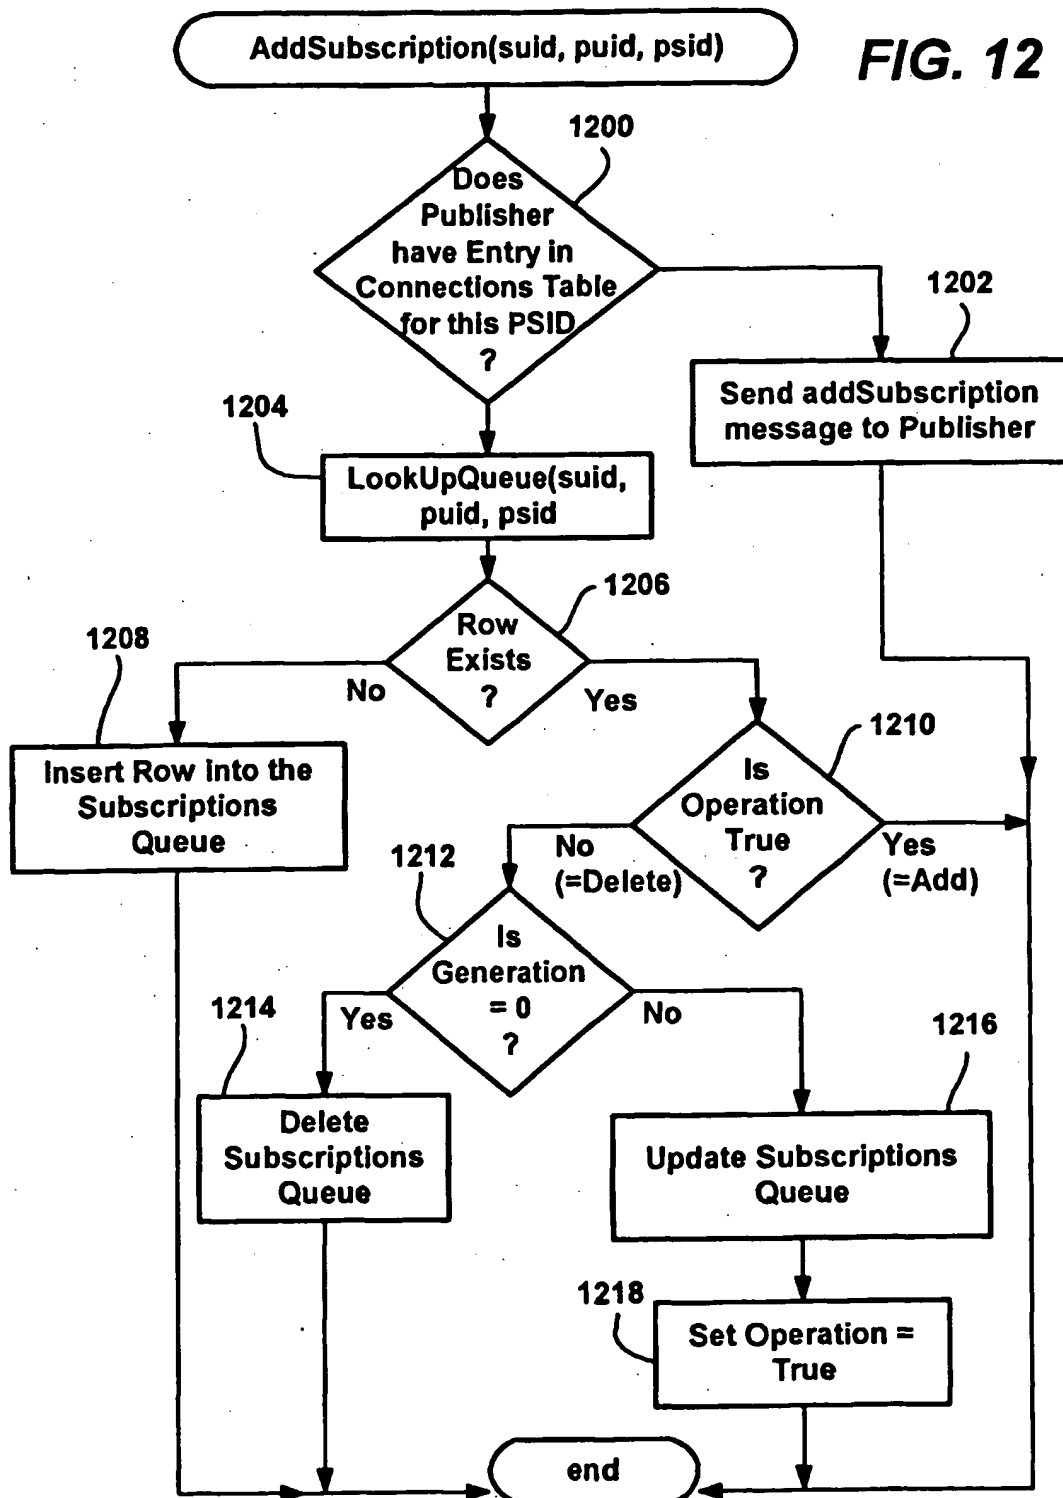 AddSubscription(suid, puid, psid)
FIG. 12
1200
Does
Publisher
have Entry in
Connections Table
for this PSID
?
1202
Send addSubscription
message to Publisher
1204
LookUpQueue(suid,
puid, psid
1206
Row
Exists
?
No
Yes
1208
Insert Row into the
Subscriptions
Queue
1210
Is
Operation
True
?
No
(=Delete)
Yes
(=Add)
1212
Is
Generation
= 0
?
Yes
No
1214
Delete
Subscriptions
Queue
1216
Update Subscriptions
Queue
1218
Set Operation =
True
end